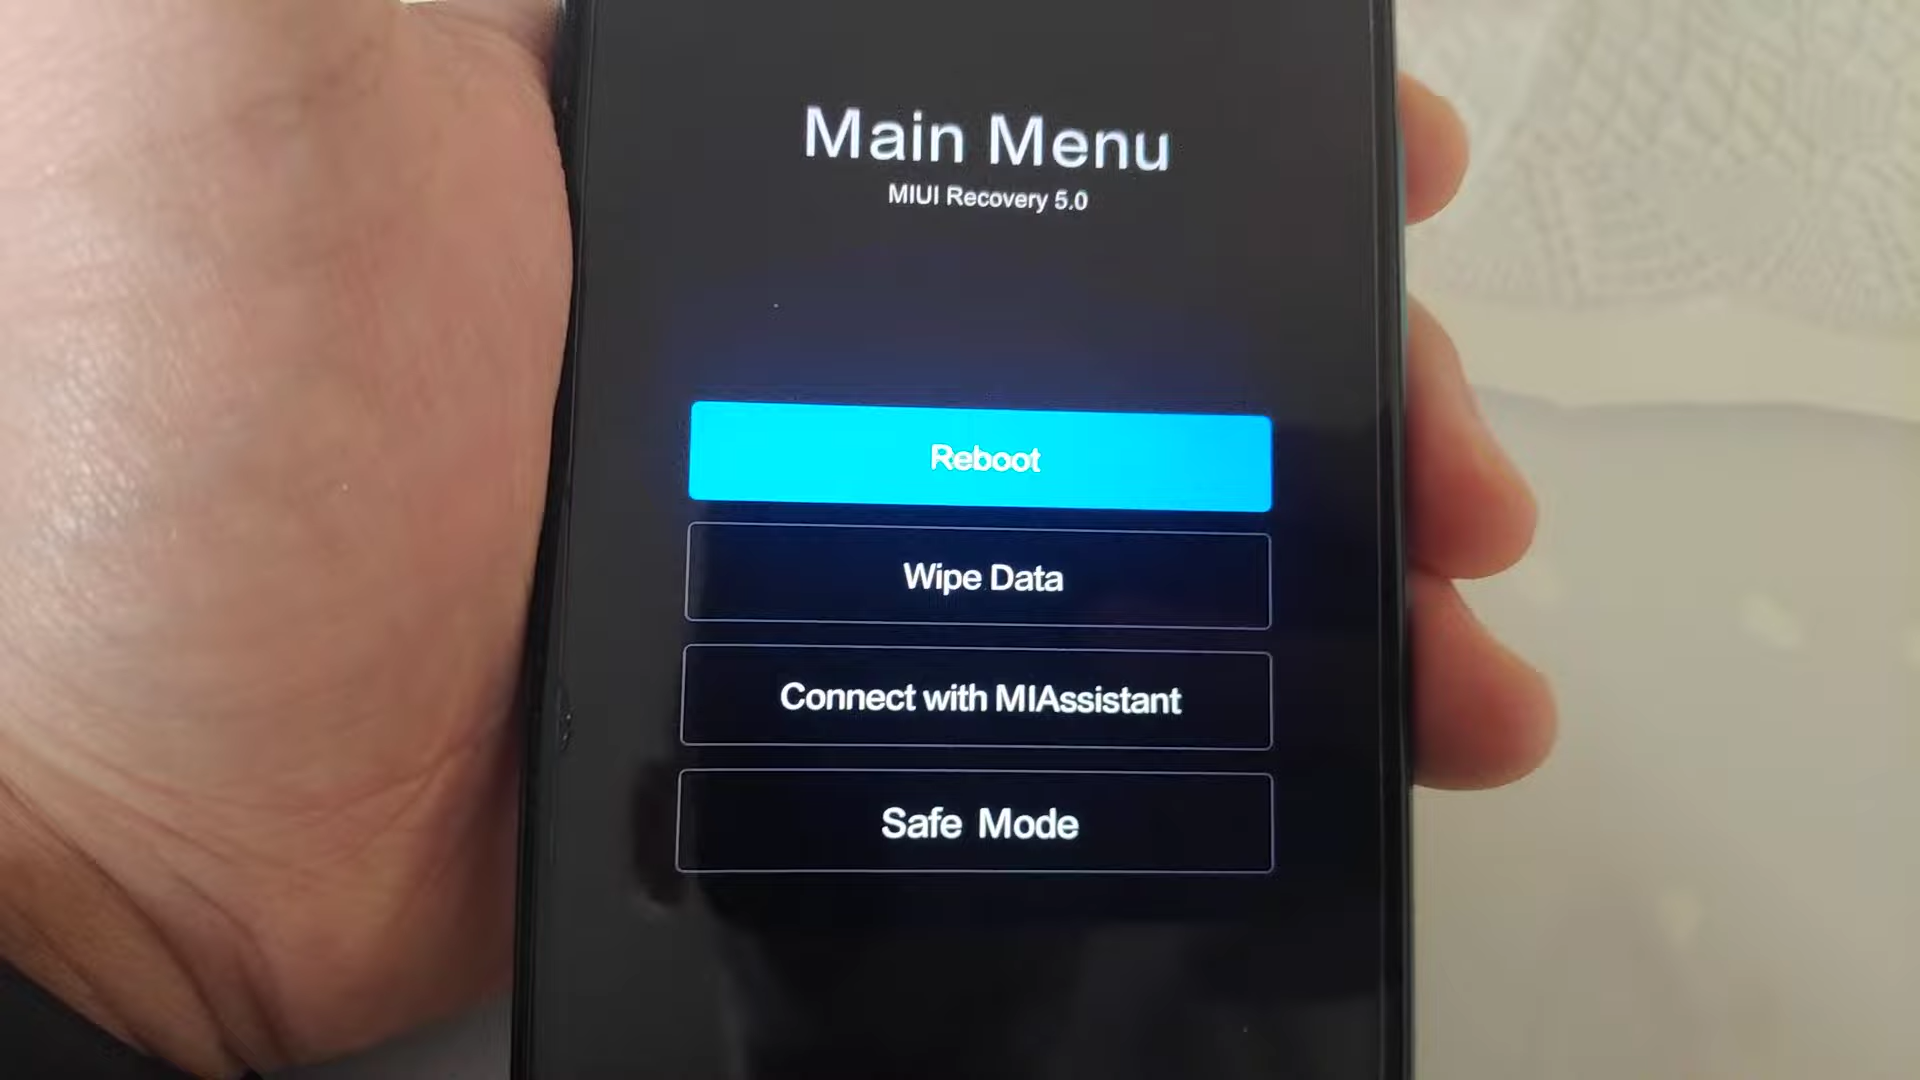 Main Menu
MIUI Recovery 5.0
Reboot
Wipe Data
Connect with MIAssistant
Safe Mode